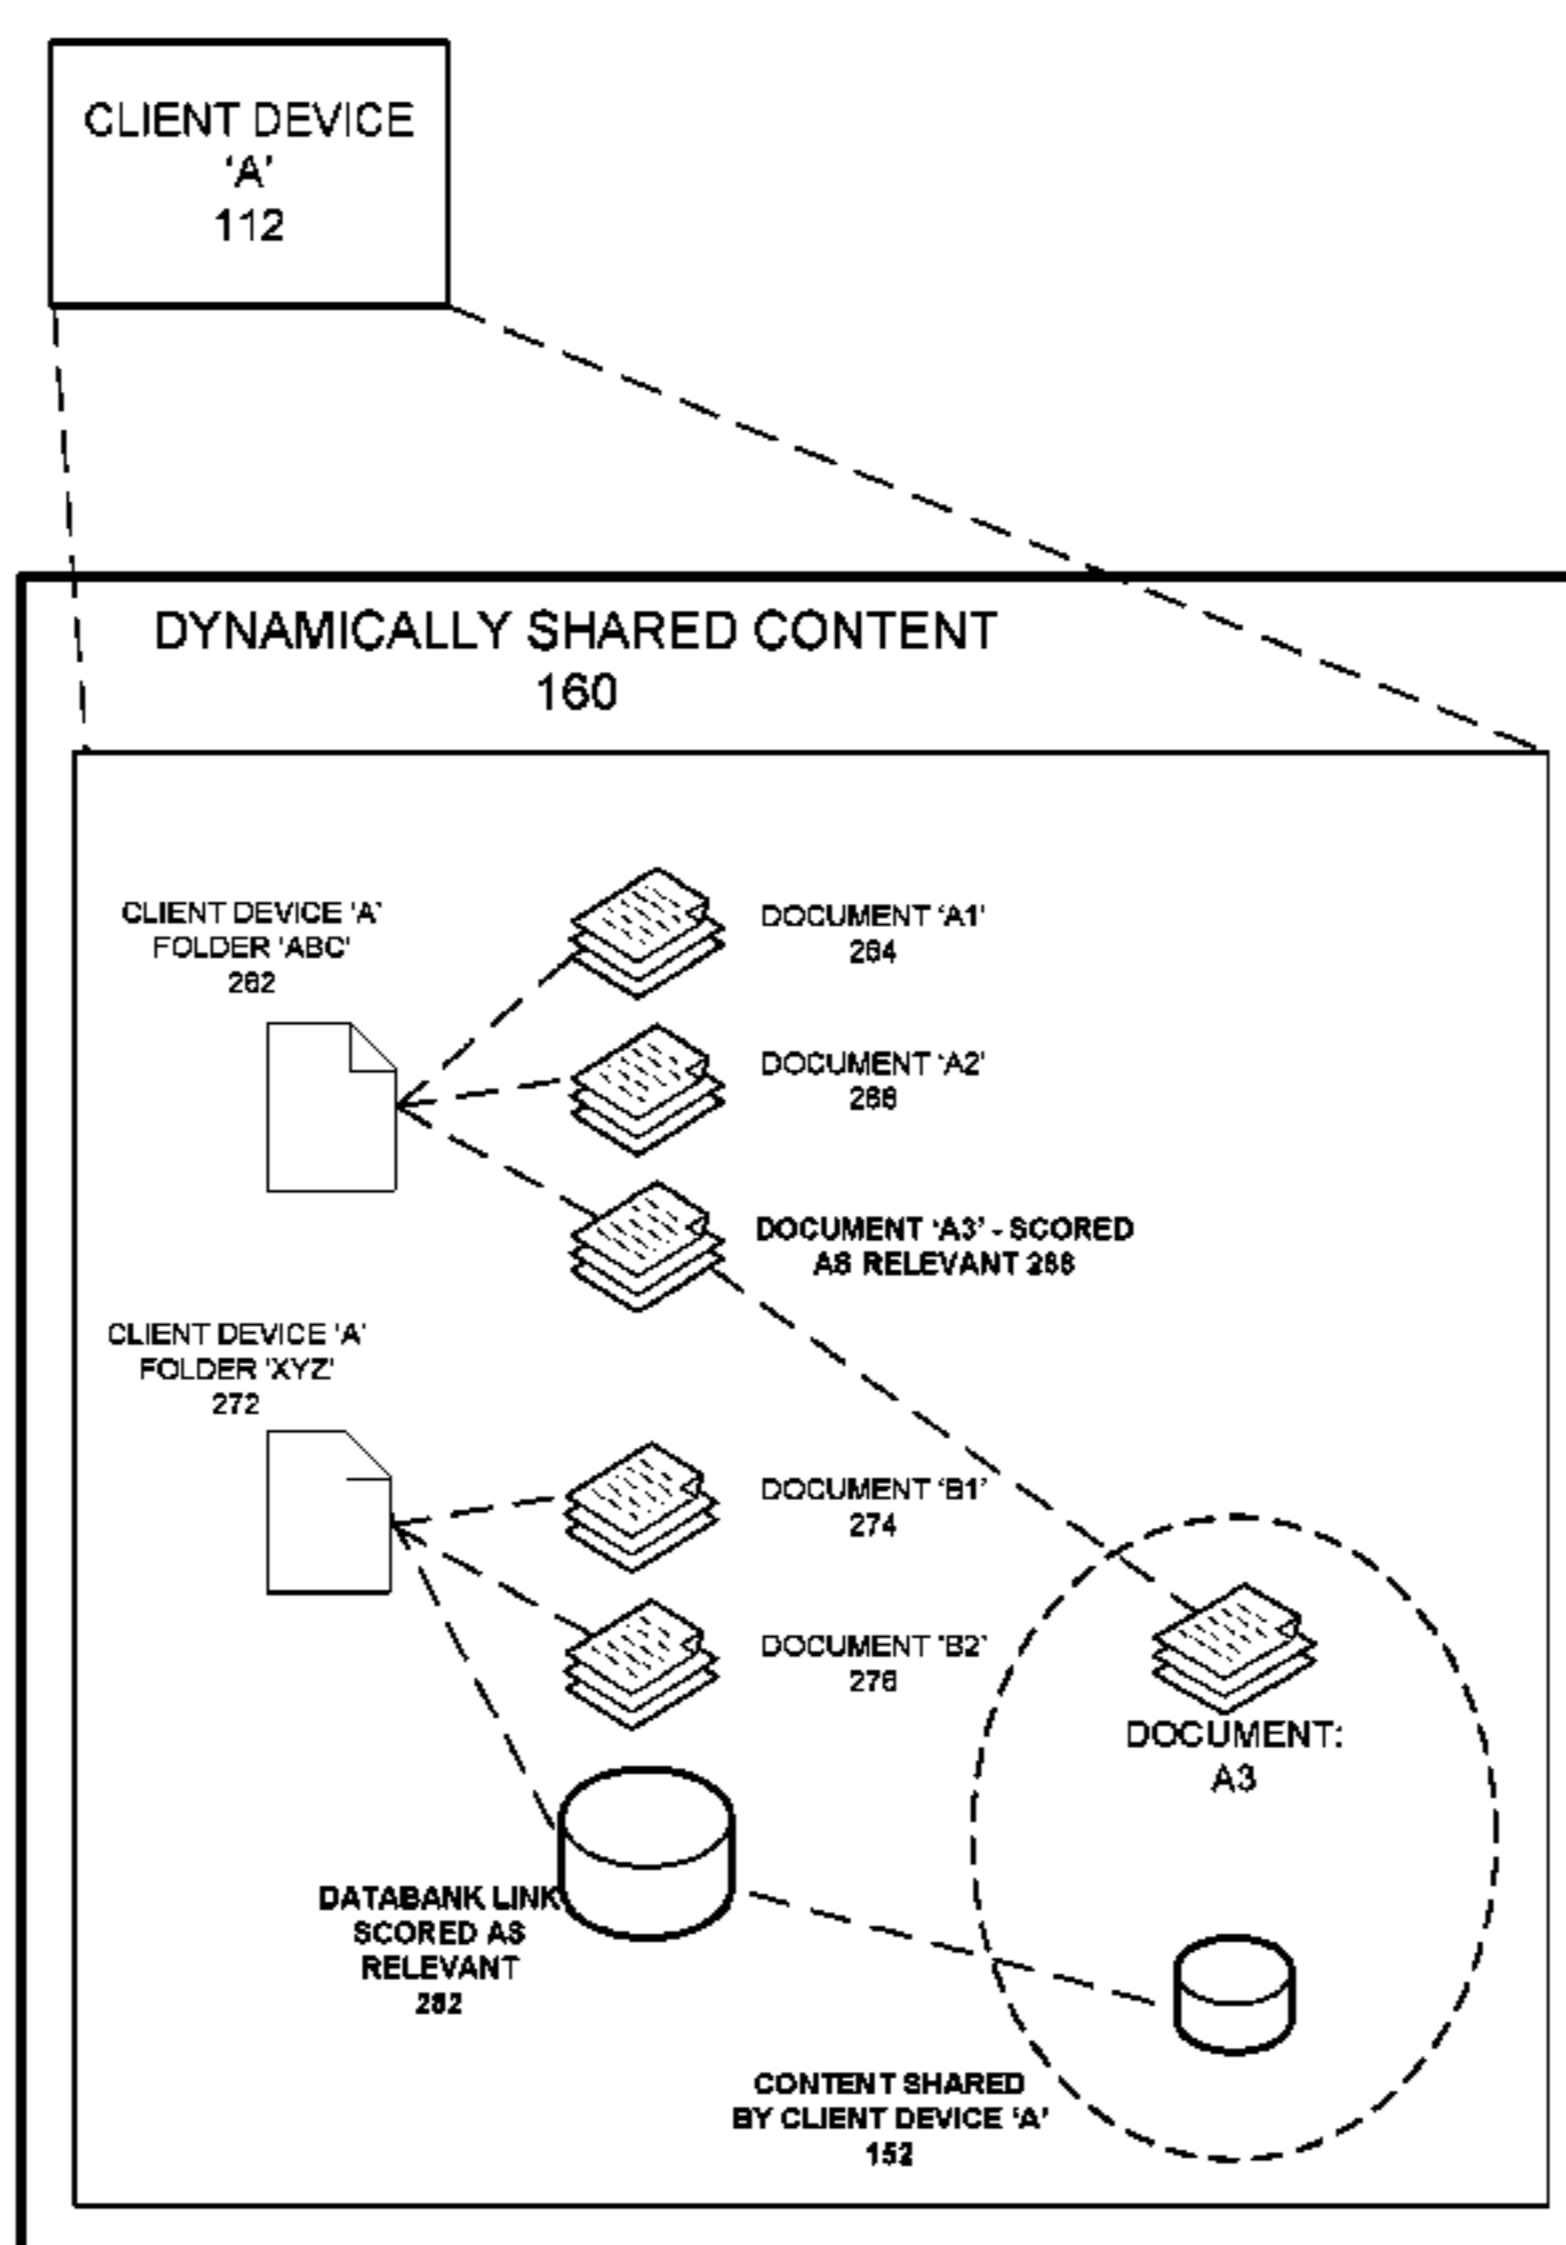 CLIENT DEVICE
'A'
112
DYNAMICALLY SHARED CONTENT
160
CLIENT DEVICE 'A'
FOLDER 'ABC'
262
DOCUMENT 'A1'
264
DOCUMENT 'A2'
266
DOCUMENT 'A3' - SCORED
AS RELEVANT 268
CLIENT DEVICE 'A'
FOLDER 'XYZ'
272
DOCUMENT 'B1'
274
DOCUMENT 'B2'
276
DOCUMENT:
A3
DATABANK LINK
SCORED AS
RELEVANT
282
CONTENT SHARED
BY CLIENT DEVICE 'A'
152